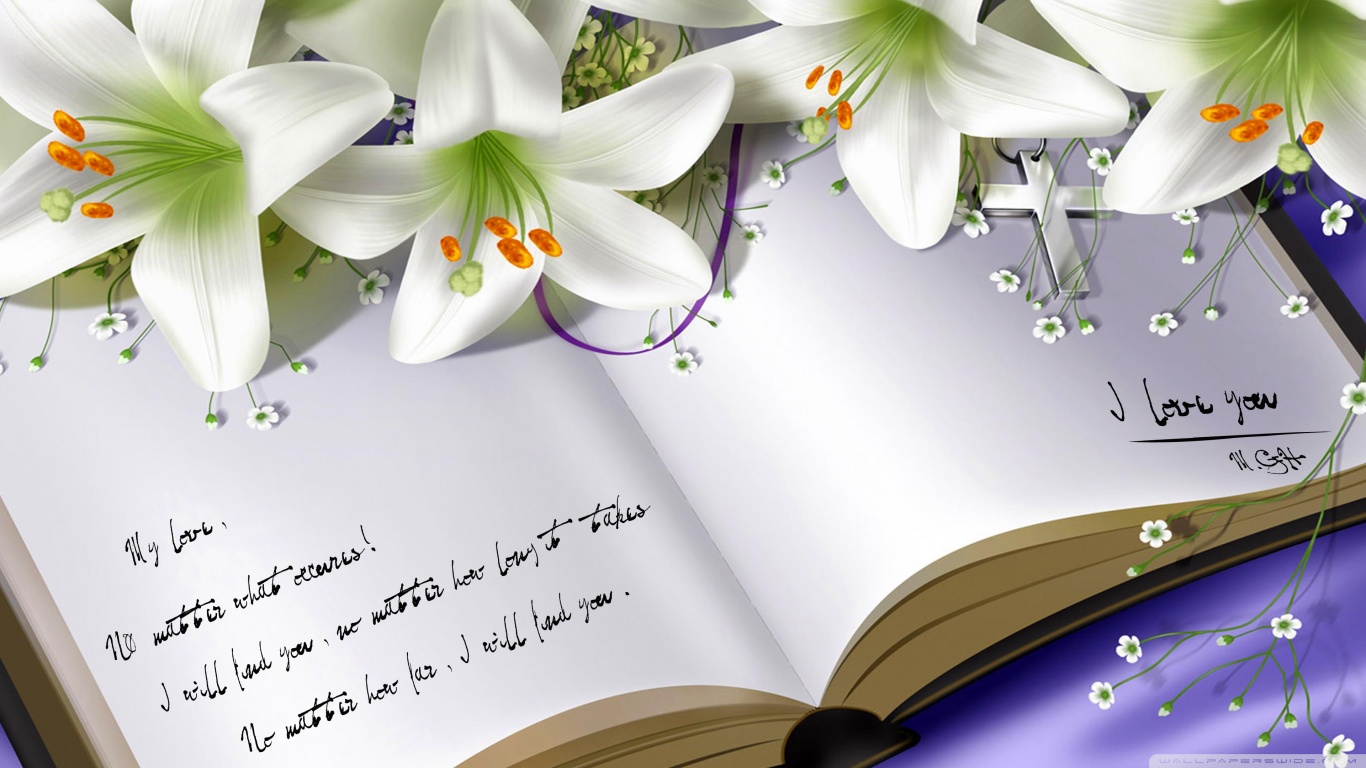 My Love,
No matter what occures!
I will find you, no matter how long it takes
No matter how far, I will find you.
I love you
M.G.H
WALLPAPERSWIDE.COM